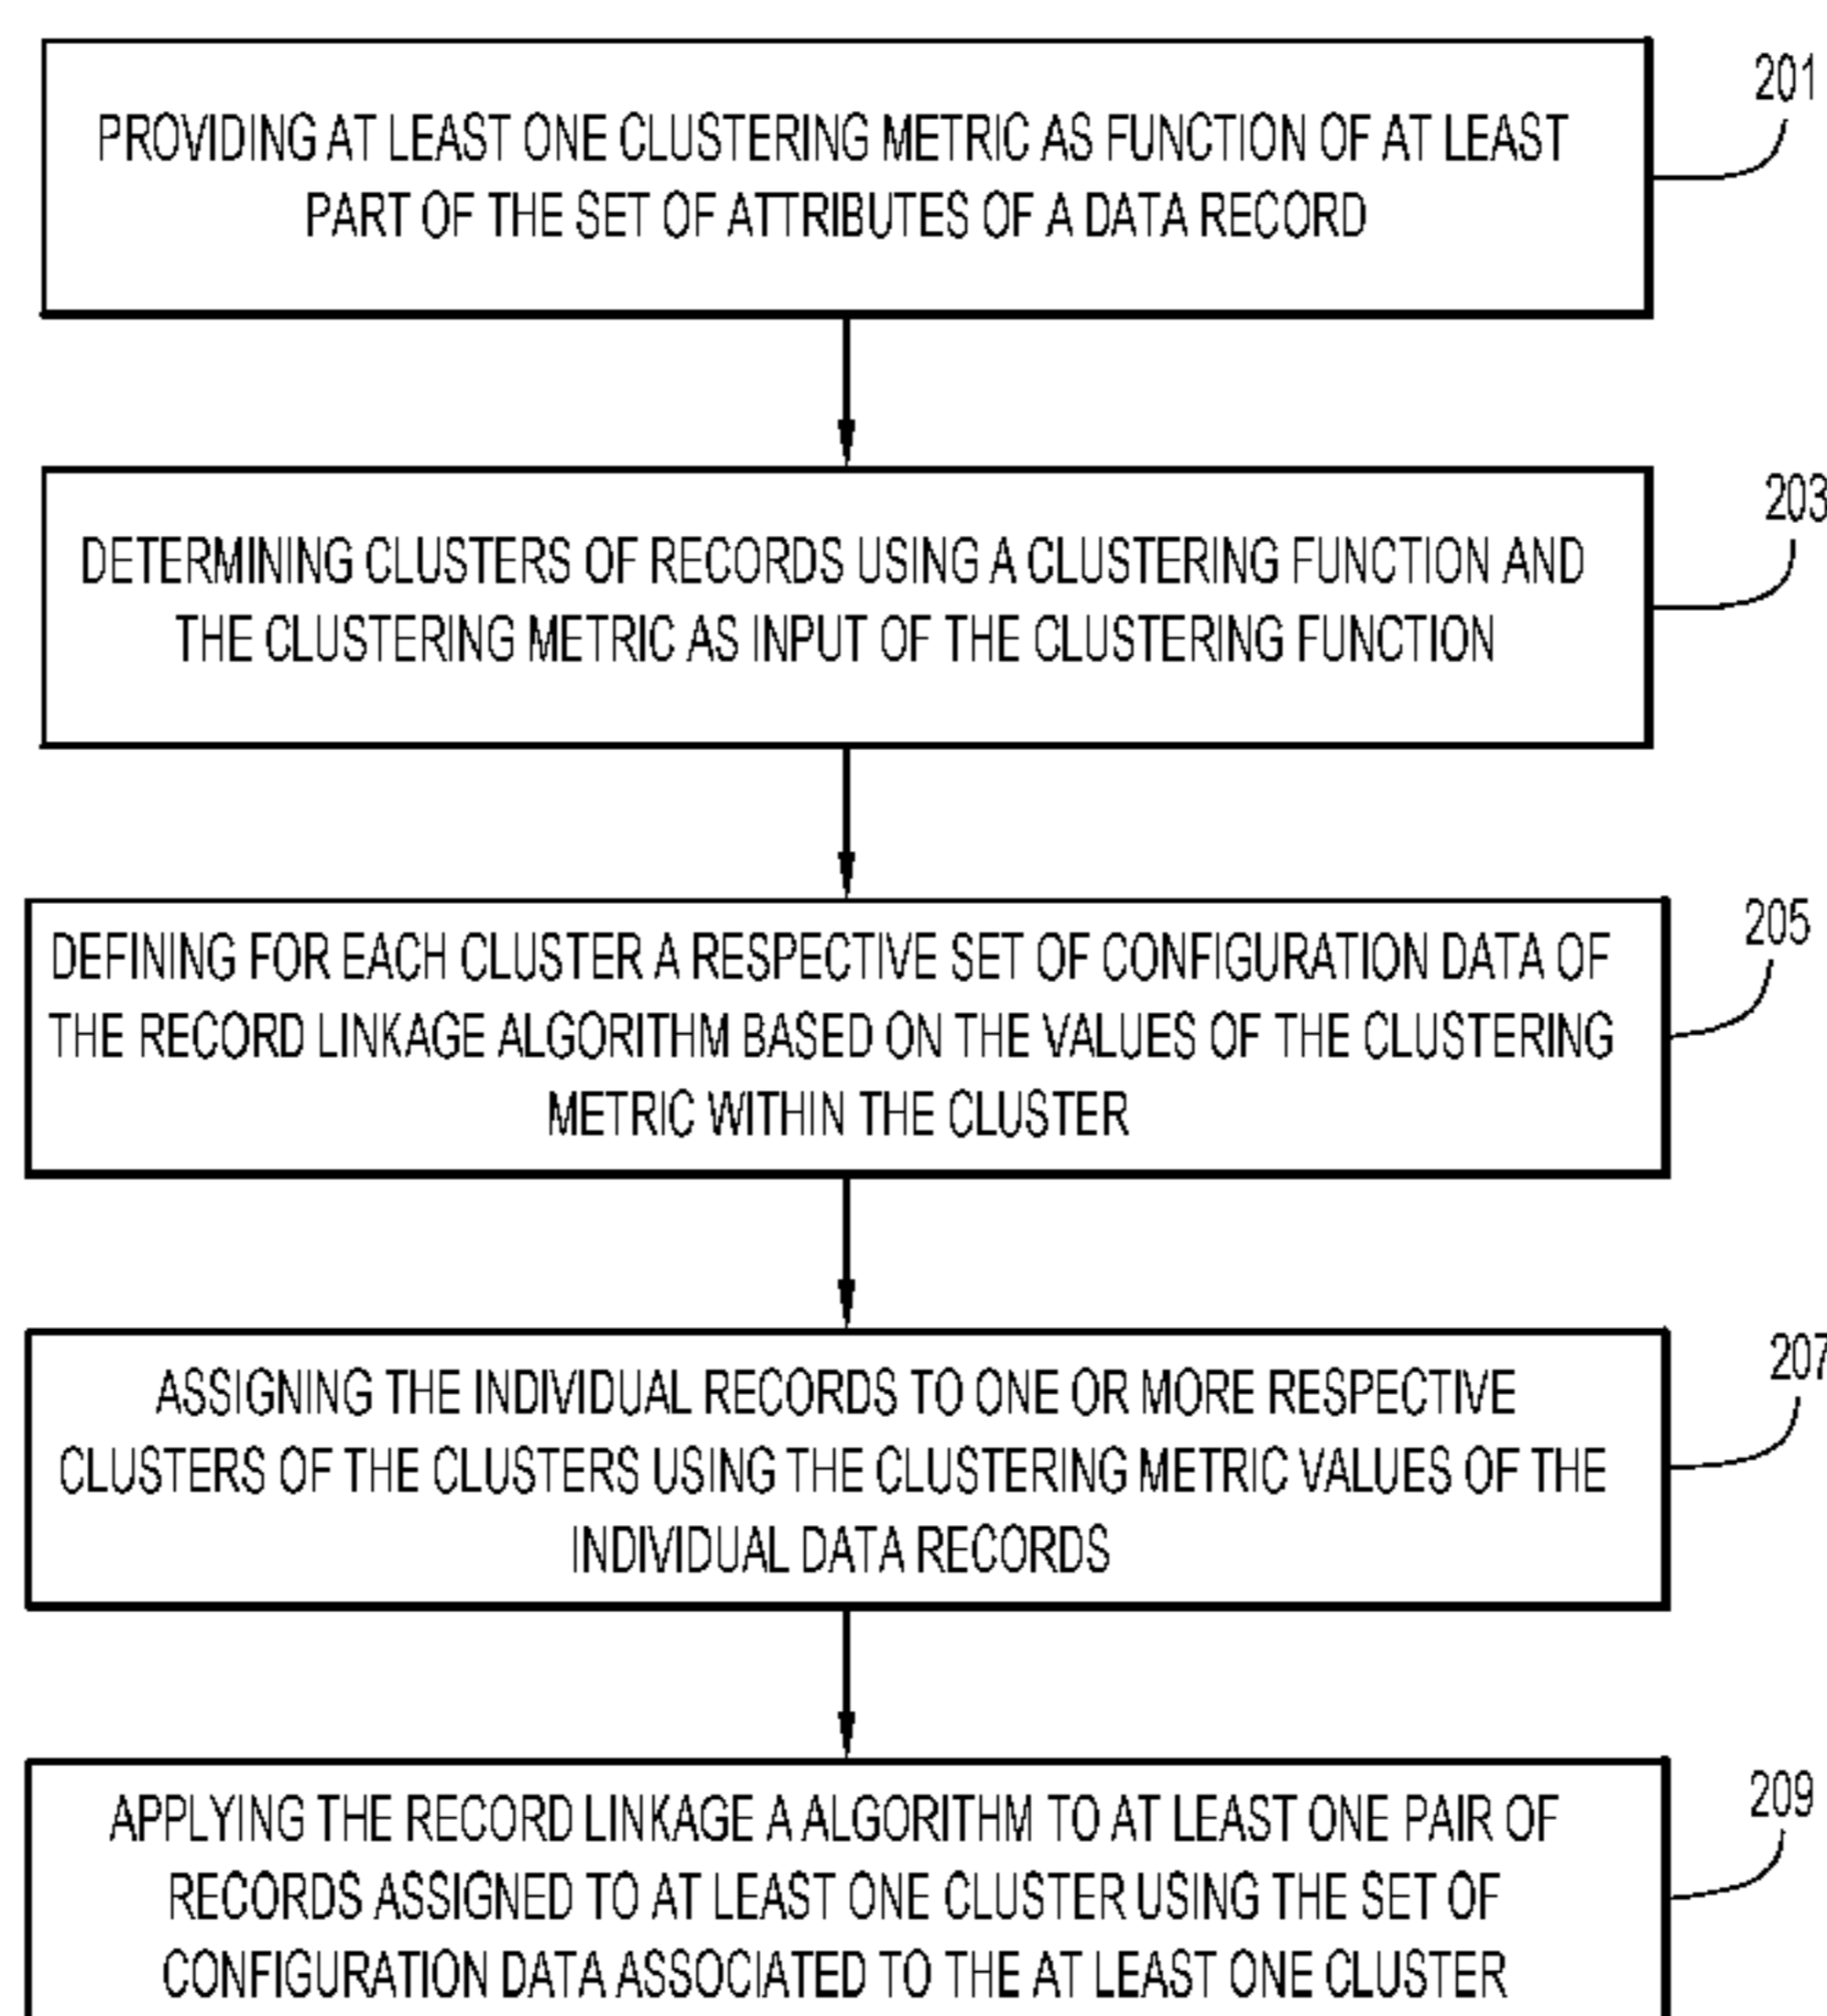 201
PROVIDING AT LEAST ONE CLUSTERING METRIC AS FUNCTION OF AT LEAST
PART OF THE SET OF ATTRIBUTES OF A DATA RECORD
203
DETERMINING CLUSTERS OF RECORDS USING A CLUSTERING FUNCTION AND
THE CLUSTERING METRIC AS INPUT OF THE CLUSTERING FUNCTION
205
DEFINING FOR EACH CLUSTER A RESPECTIVE SET OF CONFIGURATION DATA OF
THE RECORD LINKAGE ALGORITHM BASED ON THE VALUES OF THE CLUSTERING
METRIC WITHIN THE CLUSTER
207
ASSIGNING THE INDIVIDUAL RECORDS TO ONE OR MORE RESPECTIVE
CLUSTERS OF THE CLUSTERS USING THE CLUSTERING METRIC VALUES OF THE
INDIVIDUAL DATA RECORDS
209
APPLYING THE RECORD LINKAGE A ALGORITHM TO AT LEAST ONE PAIR OF
RECORDS ASSIGNED TO AT LEAST ONE CLUSTER USING THE SET OF
CONFIGURATION DATA ASSOCIATED TO THE AT LEAST ONE CLUSTER